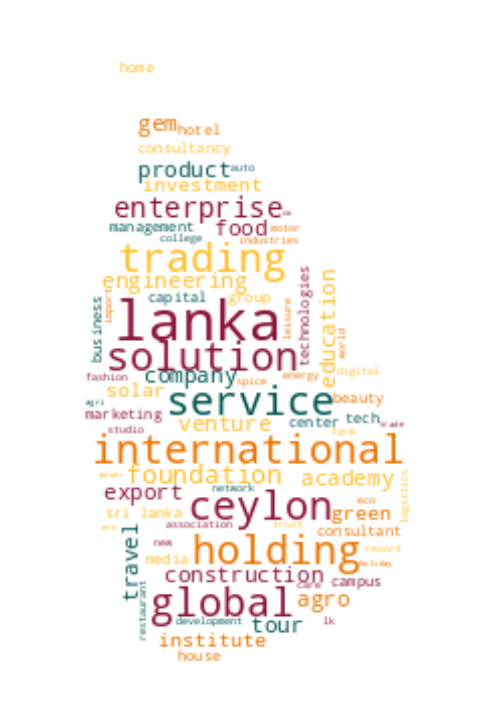 home
gem hotel
consultancy
product auto
investment
enterprise
management food motor
college industries
trading
engineering
capital group
import
business
lanka
leisure
technologies
education
world
solution
company
fashion spice energy digital
solar
service beauty
agri
marketing venture center tech trade
studio farm
international
power foundation academy
logistics
export network
ceylon eco
sri lanka green
association trust consultant
new
travel
media holding resort
holiday
construction
care campus
restaurant
global agro
development tour lk
institute
house